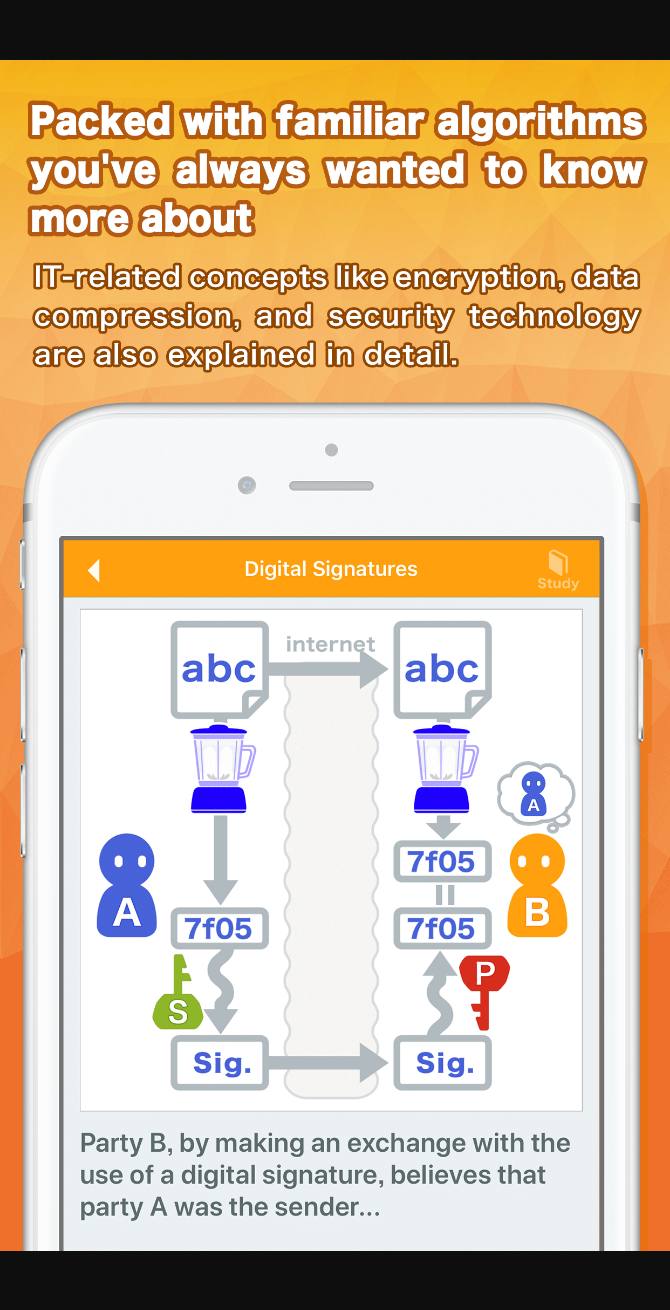 Packed with familiar algorithms
you've always wanted to know
more about
IT-related concepts like encryption, data
compression, and security technology
are also explained in detail.
Digital Signatures
Study
internet
abc
abc
A
7f05
A
B
7f05
7f05
S
P
Sig.
Sig.
Party B, by making an exchange with the
use of a digital signature, believes that
party A was the sender...